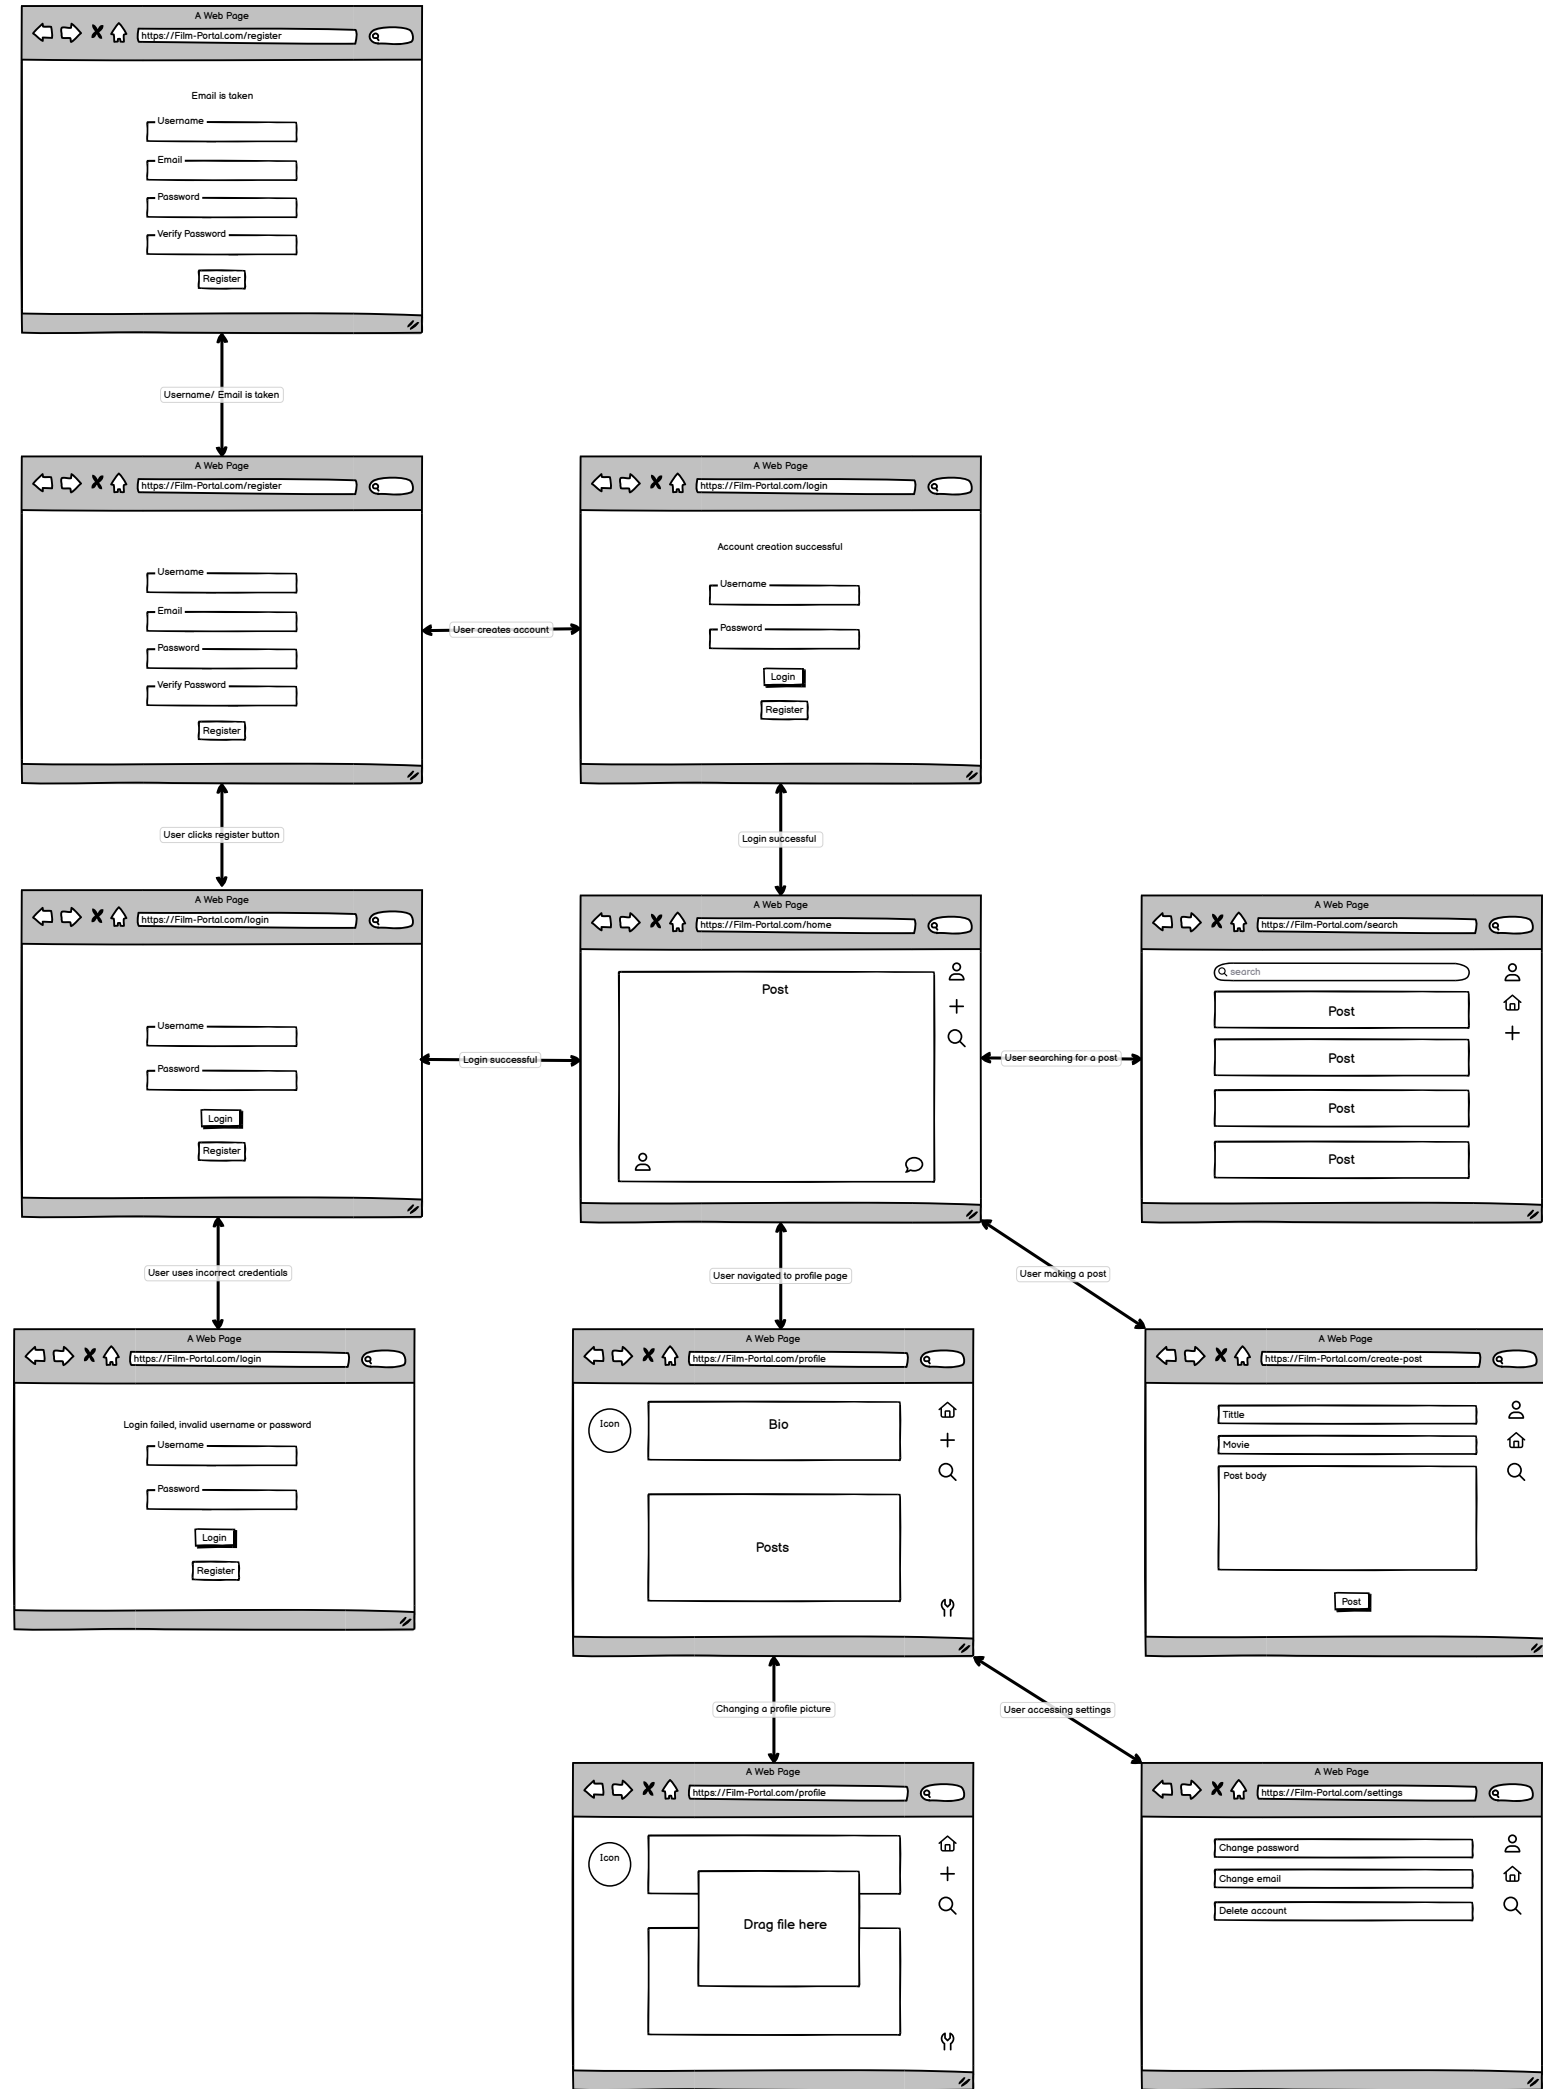 A Web Page
https://Film-Portal.com/register
Email is taken
Username
Email
Password
Verify Password
Register
Username/ Email is taken
A Web Page
https://Film-Portal.com/register
Username
Email
Password
Verify Password
Register
User creates account
A Web Page
https://Film-Portal.com/login
Account creation successful
Username
Password
Login
Register
User clicks register button
Login successful
A Web Page
https://Film-Portal.com/login
Username
Password
Login
Register
Login successful
A Web Page
https://Film-Portal.com/home
Post
User searching for a post
A Web Page
https://Film-Portal.com/search
search
Post
Post
Post
Post
User uses incorrect credentials
User navigated to profile page
User making a post
A Web Page
https://Film-Portal.com/login
Login failed, invalid username or password
Username
Password
Login
Register
A Web Page
https://Film-Portal.com/profile
Icon
Bio
Posts
A Web Page
https://Film-Portal.com/create-post
Tittle
Movie
Post body
Post
Changing a profile picture
User accessing settings
A Web Page
https://Film-Portal.com/profile
Icon
Drag file here
A Web Page
https://Film-Portal.com/settings
Change password
Change email
Delete account